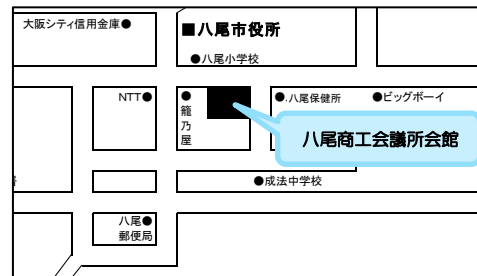 大阪シティ信用金庫●
■八尾市役所
●八尾小学校
NTT●
●
籠
乃
屋
●.八尾保健所
●ビッグボーイ
八尾商工会議所会館
●成法中学校
八尾●
郵便局